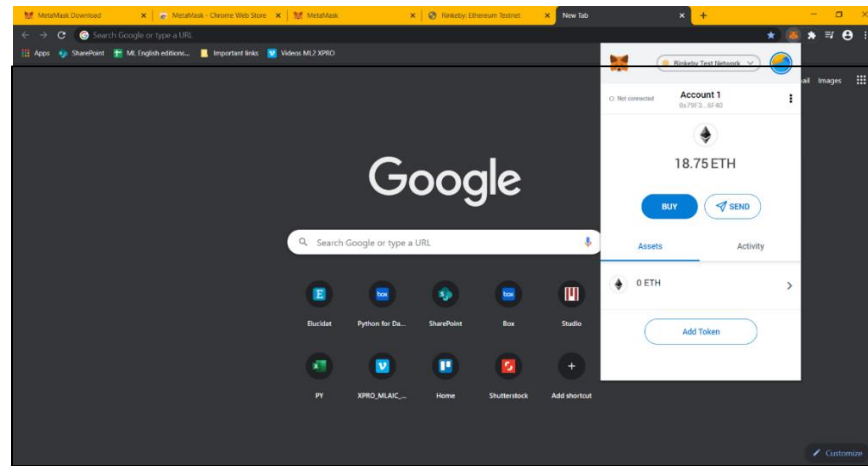 MetaMask Download
MetaMask - Chrome Web Store
MetaMask
Rinkeby: Ethereum Testnet
New Tab
Search Google or type a URL
Apps
SharePoint
ML English editions...
Important links
Videos ML2 XPRO
Rinkeby Test Network
Images
Not connected
Account 1
18.75 ETH
BUY
SEND
Assets
Activity
0 ETH
Add Token
Google
Search Google or type a URL
Elucidat
Python for Da...
SharePoint
Box
Studio
PY
XPRO_MLAIC_...
Home
Shutterstock
Add shortcut
Customize